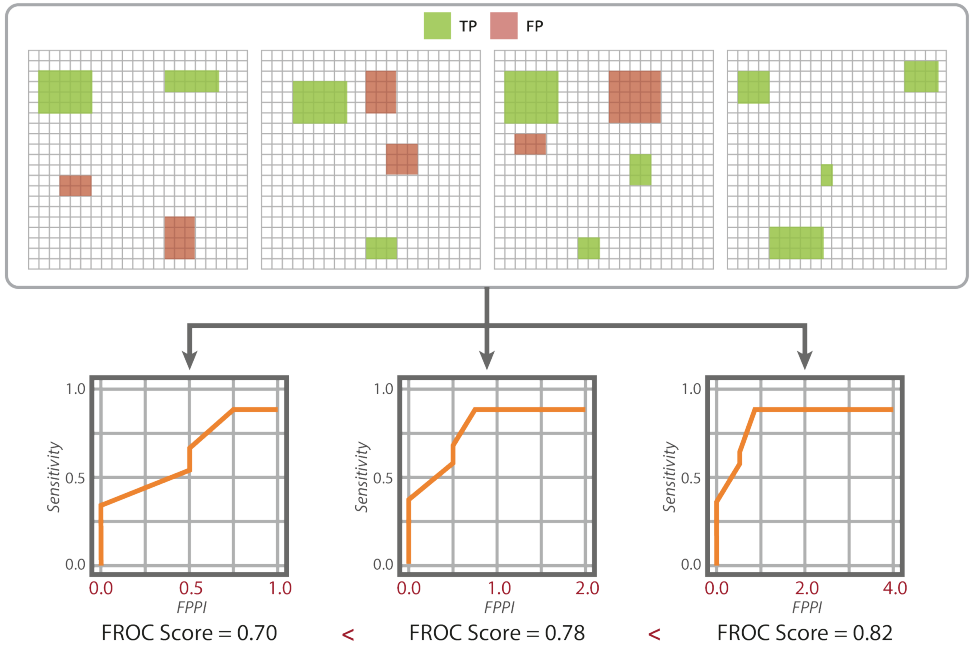 TP FP
1.0 1.0 1.0
Sensitivity Sensitivity Sensitivity
0.5 0.5 0.5
0.0 0.0 0.0
0.0 0.5 1.0 0.0 1.0 2.0 0.0 2.0 4.0
FPPI FPPI FPPI
FROC Score = 0.70 < FROC Score = 0.78 < FROC Score = 0.82